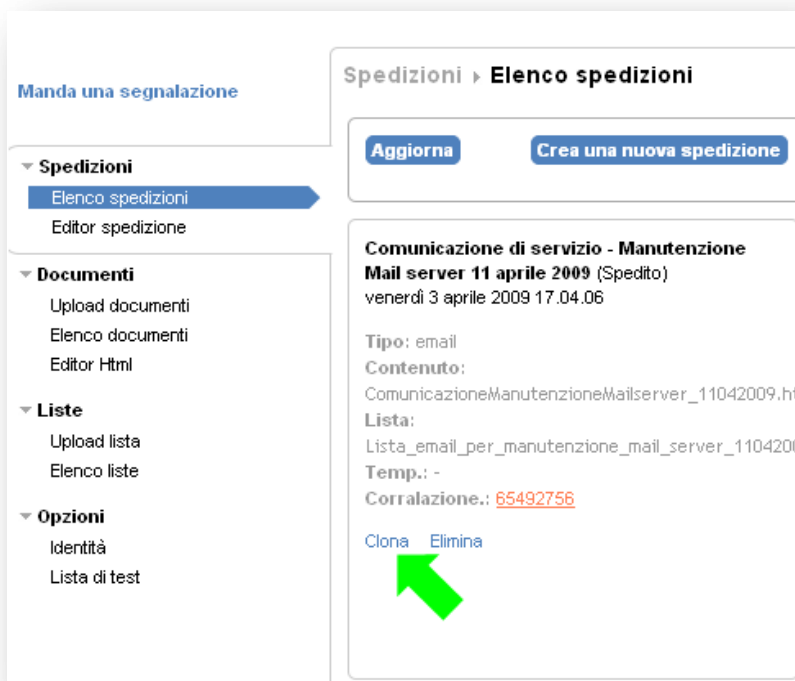 Manda una segnalazione
Spedizioni
Elenco spedizioni
Editor spedizione
Documenti
Upload documenti
Elenco documenti
Editor Html
Liste
Upload lista
Elenco liste
Opzioni
Identità
Lista di test
Spedizioni ▸ Elenco spedizioni
Aggiorna Crea una nuova spedizione
Comunicazione di servizio - Manutenzione
Mail server 11 aprile 2009 (Spedito)
venerdì 3 aprile 2009 17.04.06
Tipo: email
Contenuto:
ComunicazioneManutenzioneMailserver_11042009.ht
Lista:
Lista_email_per_manutenzione_mail_server_1104200
Temp.: -
Corralazione.: 65492756
Clona Elimina